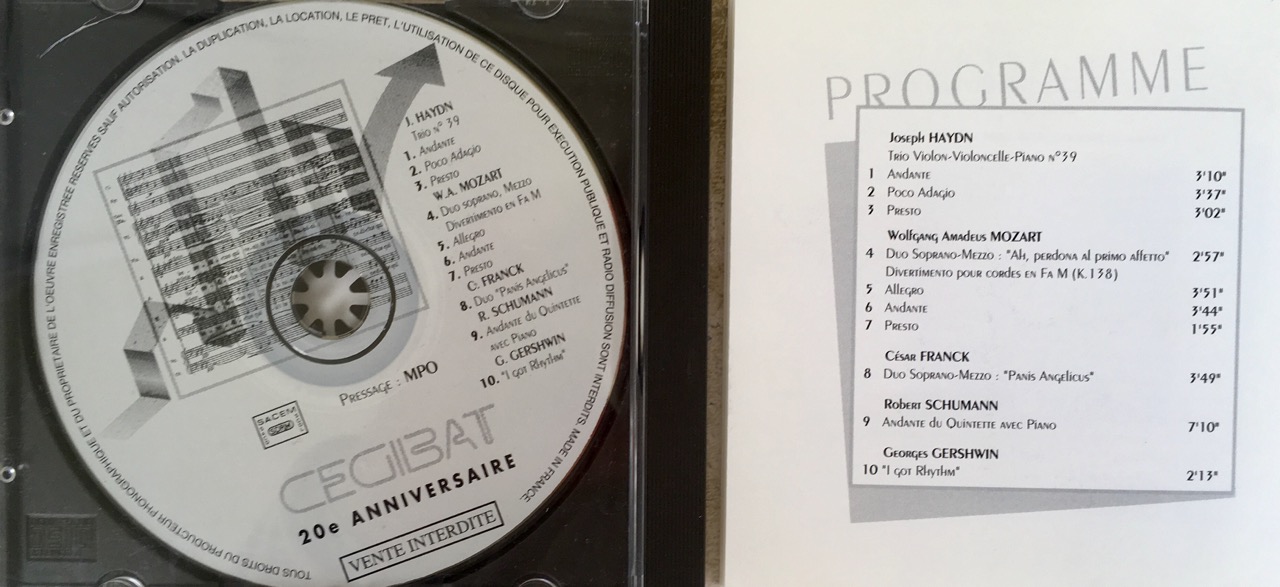 TOUS DROITS DU PRODUCTEUR PHONOGRAPHIQUE ET DU PROPRIETAIRE DE L'OEUVRE ENREGISTREE RESERVES SAUF AUTORISATION. LA DUPLICATION, LA LOCATION, LE PRET, L'UTILISATION DE CE DISQUE POUR EXECUTION PUBLIQUE ET RADIO DIFFUSION SONT INTERDITS. MADE IN FRANCE.
J. HAYDN
Trio n° 39
1. Andante
2. Poco Adagio
3. Presto
W.A. MOZART
4. Duo soprano, Mezzo
Divertimento en Fa M
5. Allegro
6. Andante
7. Presto
C. FRANCK
8. Duo "Panis Angelicus"
R. SCHUMANN
9. Andante du Quintette
avec Piano
G. GERSHWIN
10. "I got Rhythm"
Pressage : MPO
SACEM
CEGIBAT
20e ANNIVERSAIRE
VENTE INTERDITE
PROGRAMME
Joseph HAYDN
Trio Violon-Violoncelle-Piano n°39
1 Andante 3'10"
2 Poco Adagio 3'37"
3 Presto 3'02"
Wolfgang Amadeus MOZART
4 Duo Soprano-Mezzo : "Ah, perdona al primo affetto" 2'57"
Divertimento pour cordes en Fa M (K.138)
5 Allegro 3'51"
6 Andante 3'44"
7 Presto 1'55"
César FRANCK
8 Duo Soprano-Mezzo : "Panis Angelicus" 3'49"
Robert SCHUMANN
9 Andante du Quintette avec Piano 7'10"
Georges GERSHWIN
10 "I got Rhythm" 2'13"